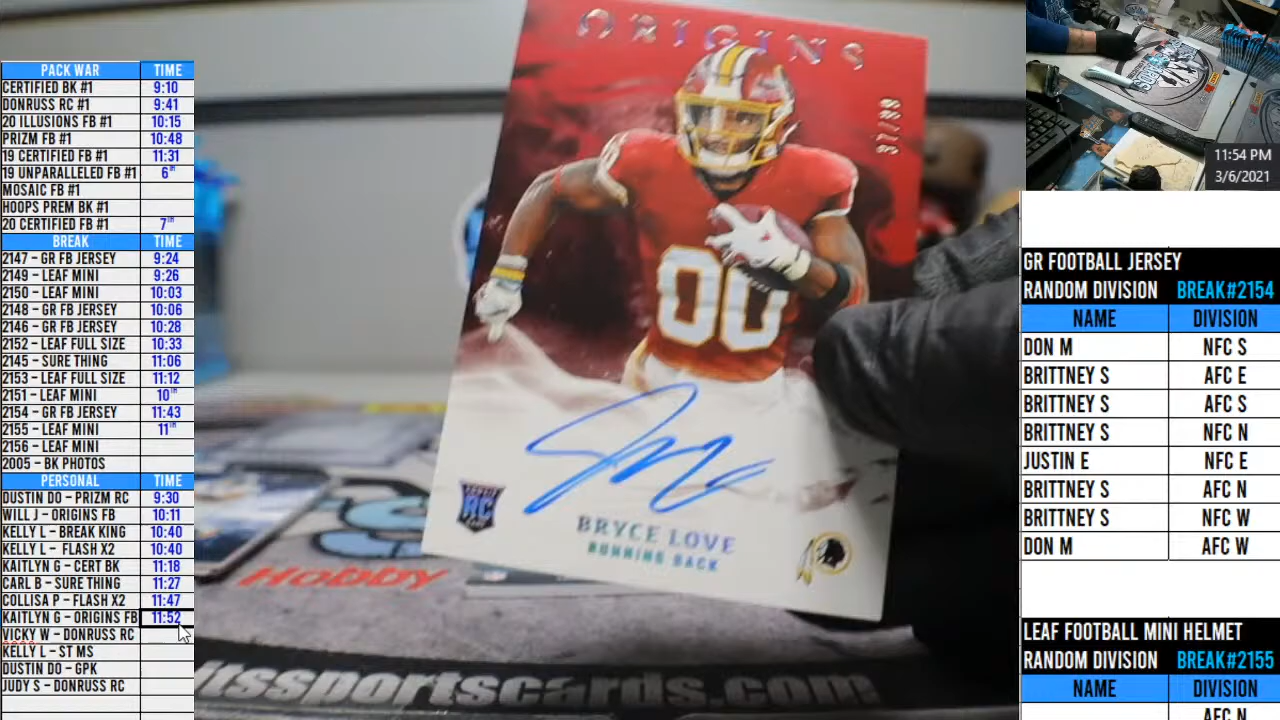 PACK WAR TIME
CERTIFIED BK #1 9:10
DONRUSS RC #1 9:41
20 ILLUSIONS FB #1 10:15
PRIZM FB #1 10:48
19 CERTIFIED FB #1 11:31
19 UNPARALLELED FB #1 6TH
MOSAIC FB #1
HOOPS PREM BK #1
20 CERTIFIED FB #1 7TH
BREAK TIME
2147 – GR FB JERSEY 9:24
2149 – LEAF MINI 9:26
2150 – LEAF MINI 10:03
2148 – GR FB JERSEY 10:06
2146 – GR FB JERSEY 10:28
2152 – LEAF FULL SIZE 10:33
2145 – SURE THING 11:06
2153 – LEAF FULL SIZE 11:12
2151 – LEAF MINI 10TH
2154 – GR FB JERSEY 11:43
2155 – LEAF MINI 11TH
2156 – LEAF MINI
2005 – BK PHOTOS
PERSONAL TIME
DUSTIN DO – PRIZM RC 9:30
WILL J – ORIGINS FB 10:11
KELLY L – BREAK KING 10:40
KELLY L – FLASH X2 10:40
KAITLYN G – CERT BK 11:18
CARL B – SURE THING 11:27
COLLISA P – FLASH X2 11:47
KAITLYN G – ORIGINS FB 11:52
VICKY W – DONRUSS RC
KELLY L – ST MS
DUSTIN DO – GPK
JUDY S – DONRUSS RC
ORIGINS
00
RC
BRYCE LOVE
RUNNING BACK
Hobby
itssportscards.com
11:54 PM
3/6/2021
GR FOOTBALL JERSEY
RANDOM DIVISION BREAK#2154
NAME DIVISION
DON M NFC S
BRITTNEY S AFC E
BRITTNEY S AFC S
BRITTNEY S NFC N
JUSTIN E NFC E
BRITTNEY S AFC N
BRITTNEY S NFC W
DON M AFC W
LEAF FOOTBALL MINI HELMET
RANDOM DIVISION BREAK#2155
NAME DIVISION
AFC N